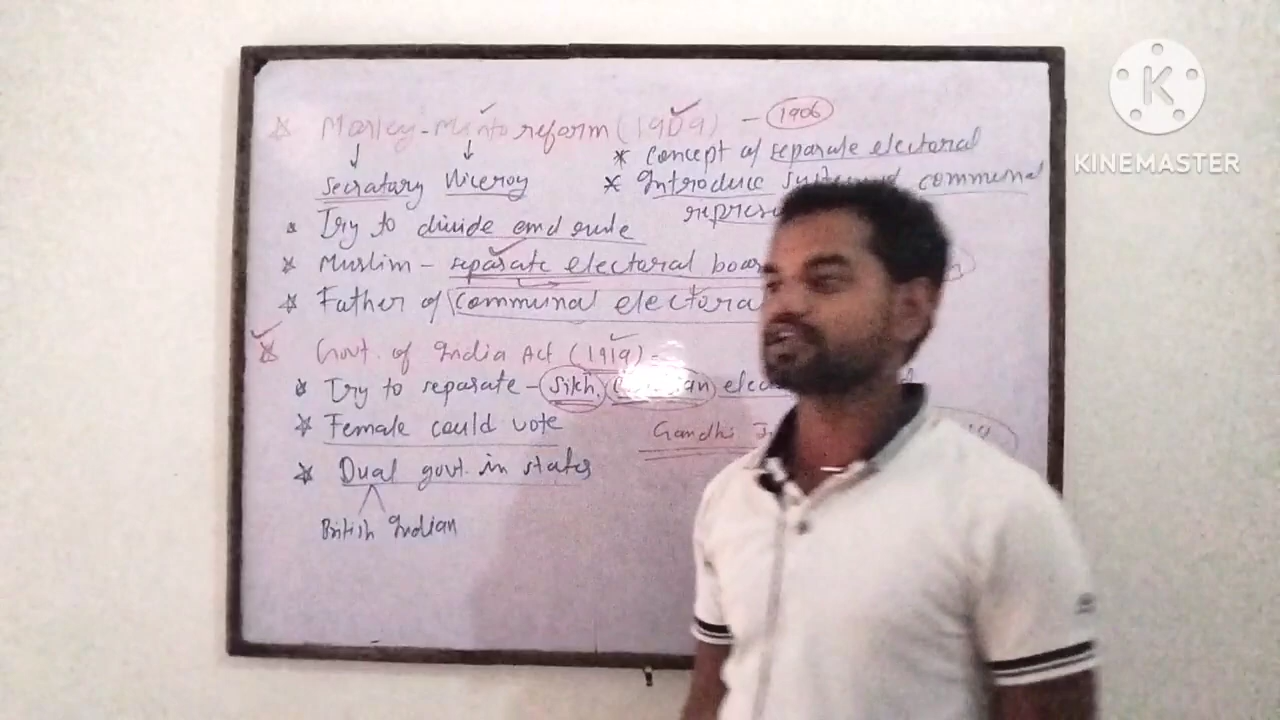 Morley-Minto reform (1909) - 1906
Secratary Viceroy
* Concept of separate electoral
* Introduce communal
* Try to divide and rule
* Muslim - separate electoral
* Father of communal electora
Govt. of India Act (1919) -
* Try to separate - Sikh,
* Female could vote
Gandhi
* Dual govt. in states
British Indian
K
KINEMASTER